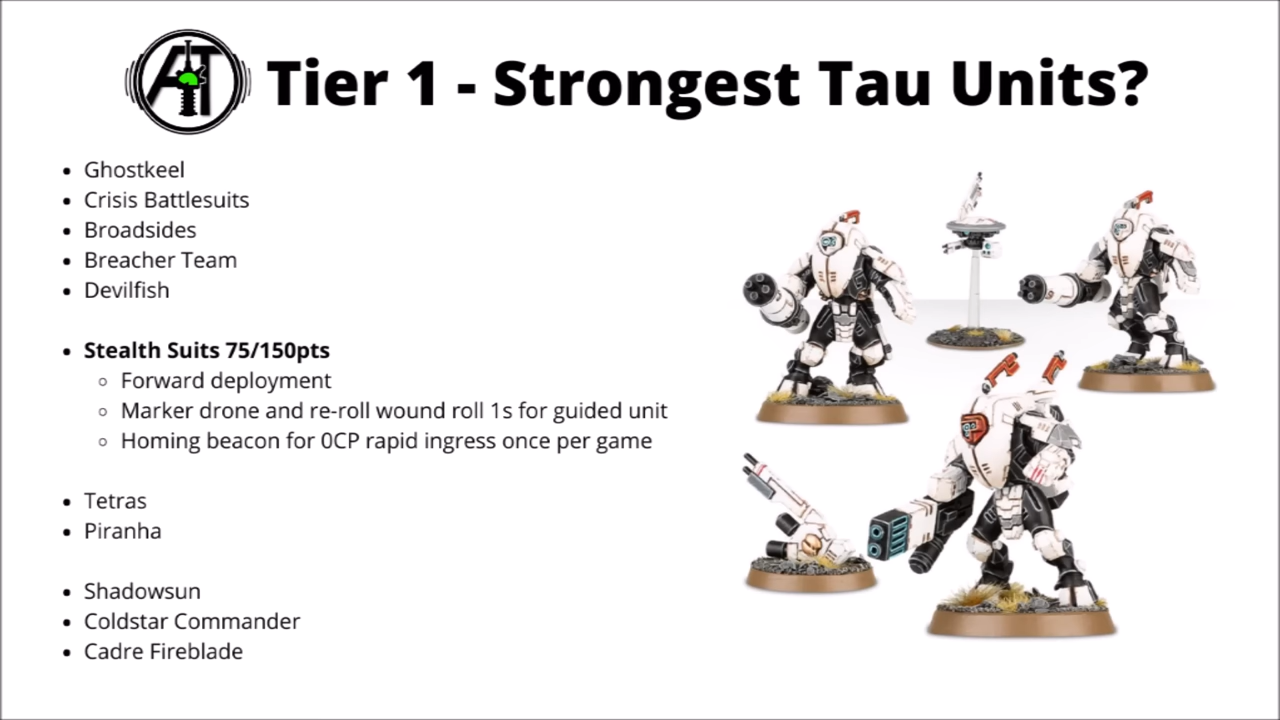 AT
Tier 1 - Strongest Tau Units?
• Ghostkeel
• Crisis Battlesuits
• Broadsides
• Breacher Team
• Devilfish
• Stealth Suits 75/150pts
○ Forward deployment
○ Marker drone and re-roll wound roll 1s for guided unit
○ Homing beacon for 0CP rapid ingress once per game
• Tetras
• Piranha
• Shadowsun
• Coldstar Commander
• Cadre Fireblade